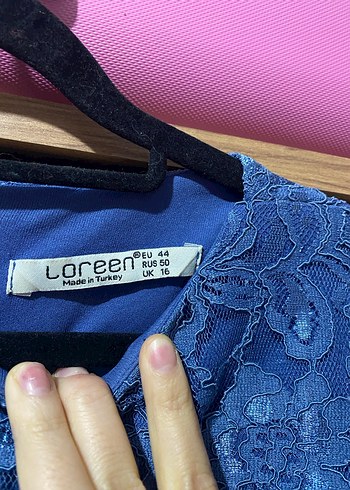 Loreen® EU 44
RUS 50
Made in Turkey UK 16